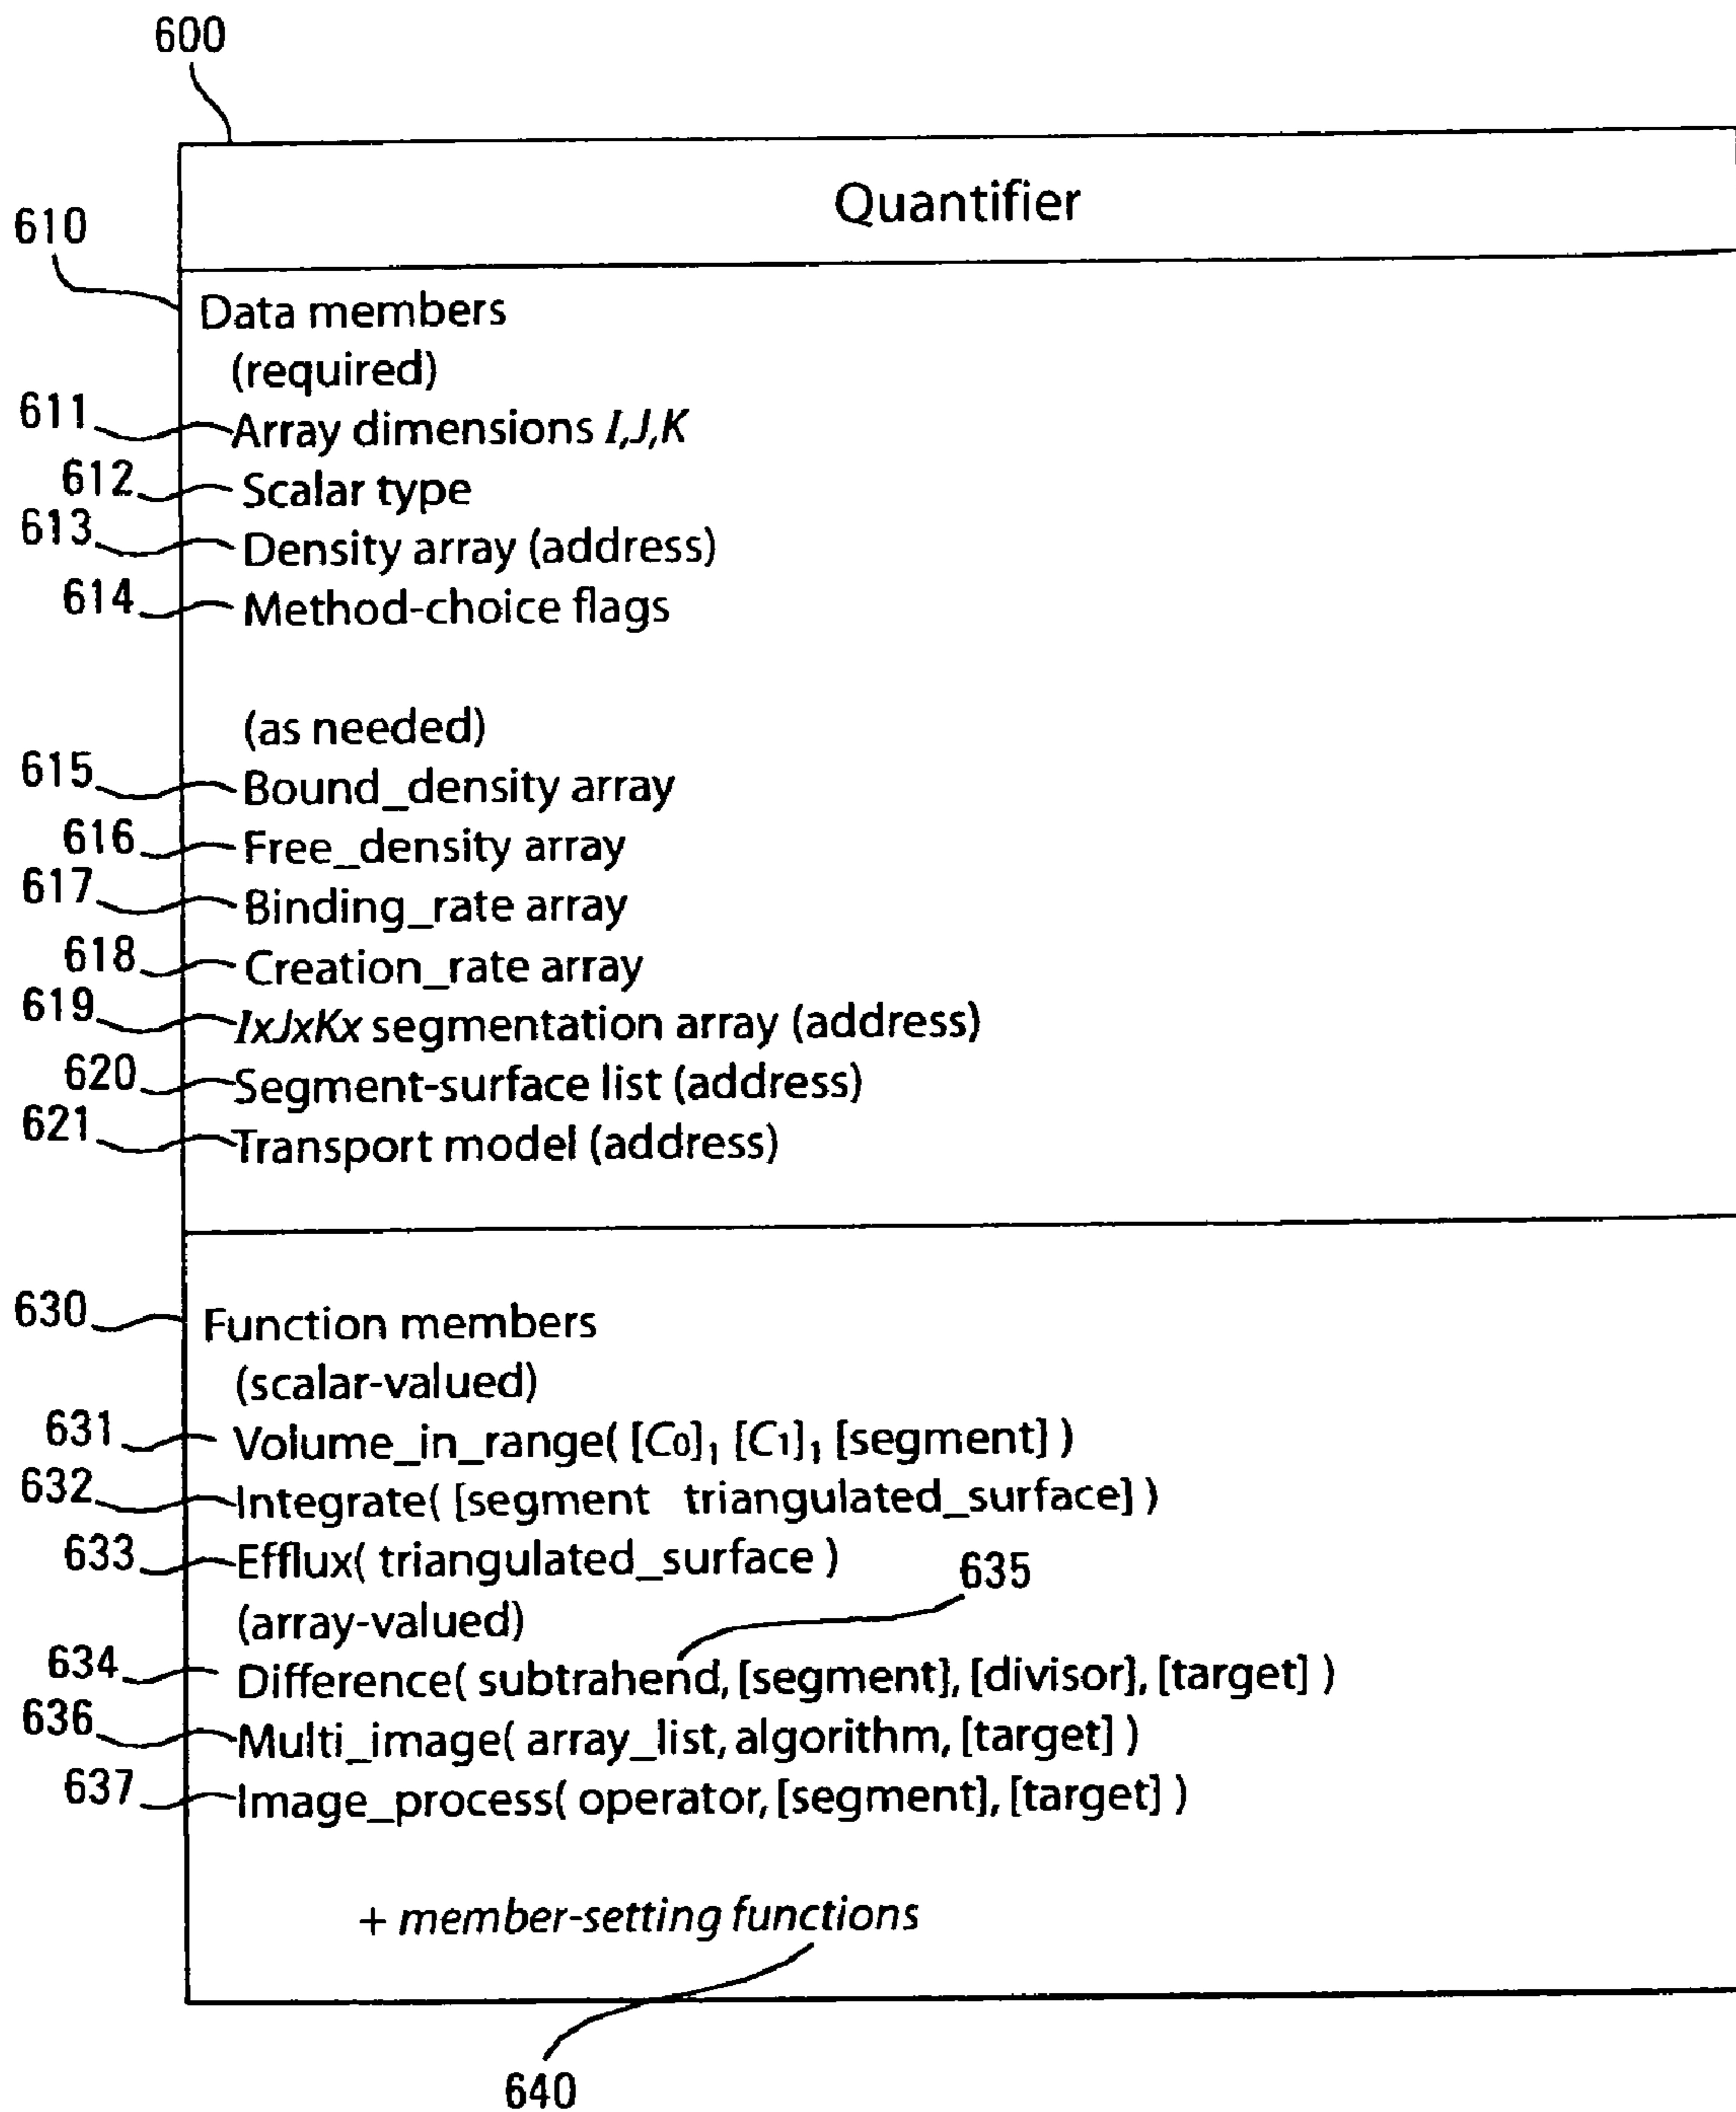 600
Quantifier
610
Data members
(required)
611 Array dimensions I,J,K
612 Scalar type
613 Density array (address)
614 Method-choice flags
(as needed)
615 Bound_density array
616 Free_density array
617 Binding_rate array
618 Creation_rate array
619 IxJxKx segmentation array (address)
620 Segment-surface list (address)
621 Transport model (address)
630 Function members
(scalar-valued)
631 Volume_in_range( [C0], [C1], [segment] )
632 Integrate( [segment triangulated_surface] )
633 Efflux( triangulated_surface ) 635
(array-valued)
634 Difference( subtrahend, [segment], [divisor], [target] )
636 Multi_image( array_list, algorithm, [target] )
637 Image_process( operator, [segment], [target] )
+ member-setting functions
640